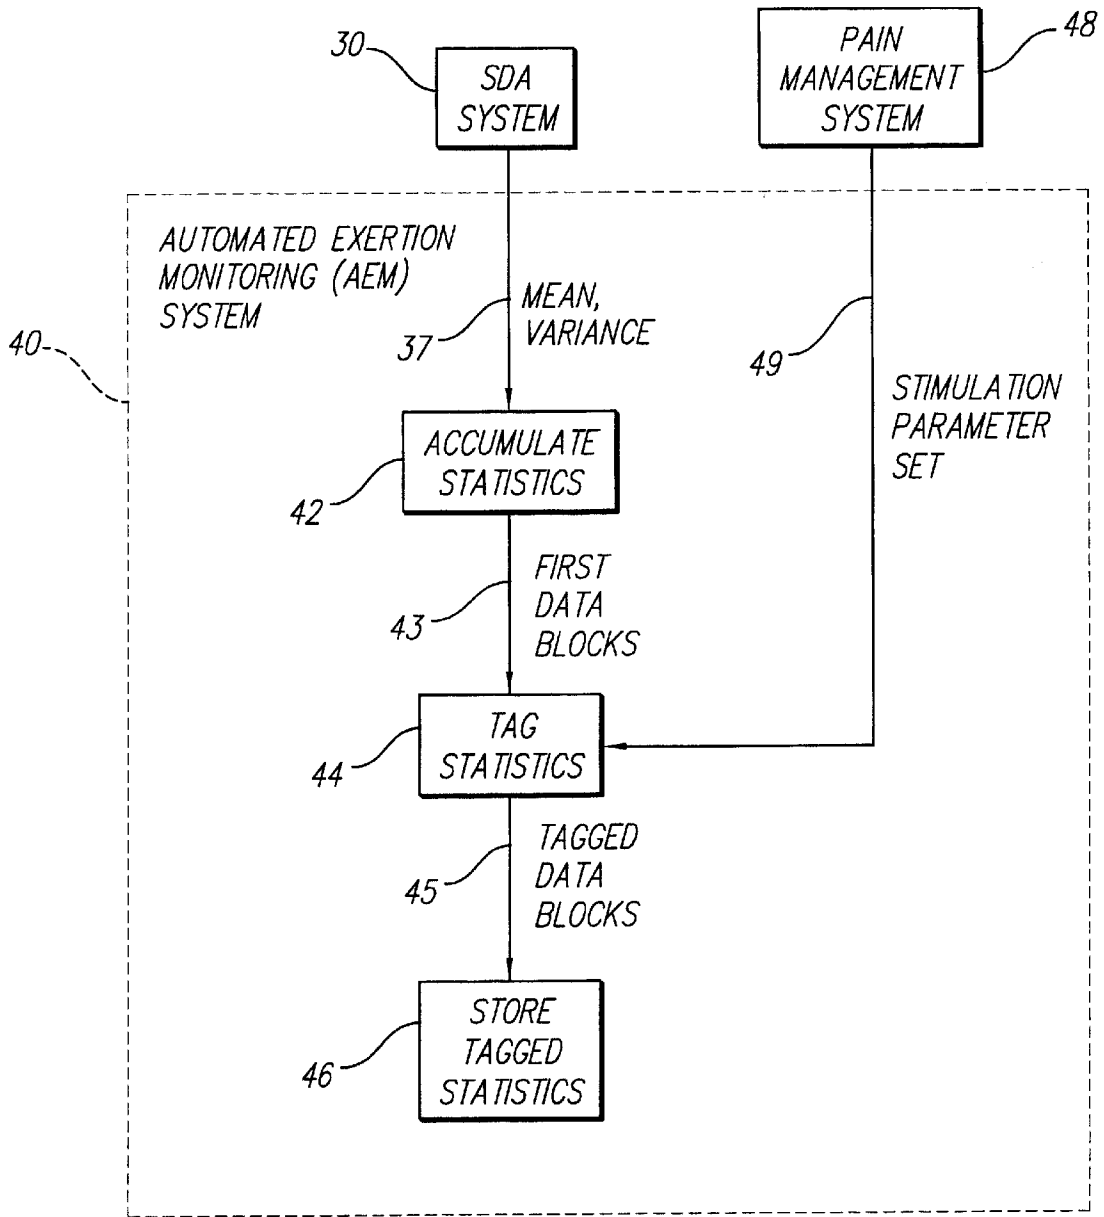 30
SDA
SYSTEM
PAIN
MANAGEMENT
SYSTEM
48
AUTOMATED EXERTION
MONITORING (AEM)
SYSTEM
40
37
MEAN,
VARIANCE
49
STIMULATION
PARAMETER
SET
ACCUMULATE
STATISTICS
42
43
FIRST
DATA
BLOCKS
TAG
STATISTICS
44
45
TAGGED
DATA
BLOCKS
STORE
TAGGED
STATISTICS
46